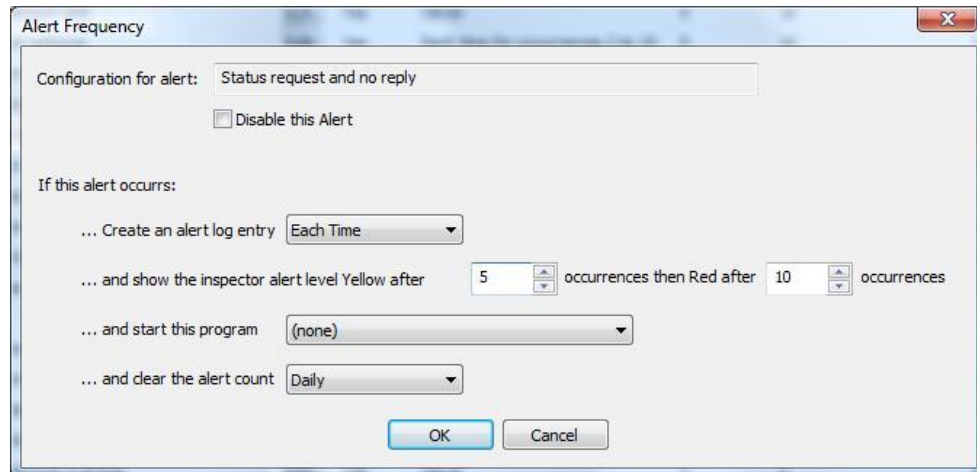 Alert Frequency
Configuration for alert: Status request and no reply
Disable this Alert
If this alert occurrs:
... Create an alert log entry Each Time
... and show the inspector alert level Yellow after 5 occurrences then Red after 10 occurrences
... and start this program (none)
... and clear the alert count Daily
OK Cancel